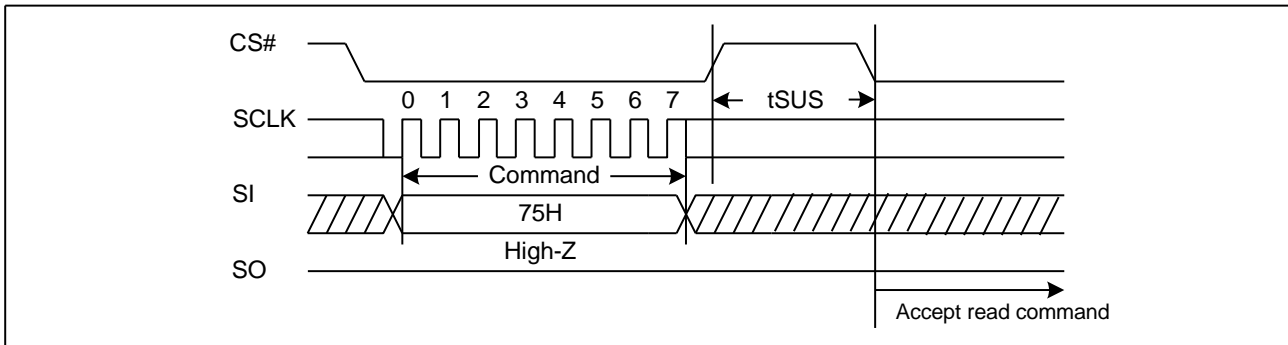 CS#
tSUS
0 1 2 3 4 5 6 7
SCLK
Command
SI
75H
High-Z
SO
Accept read command